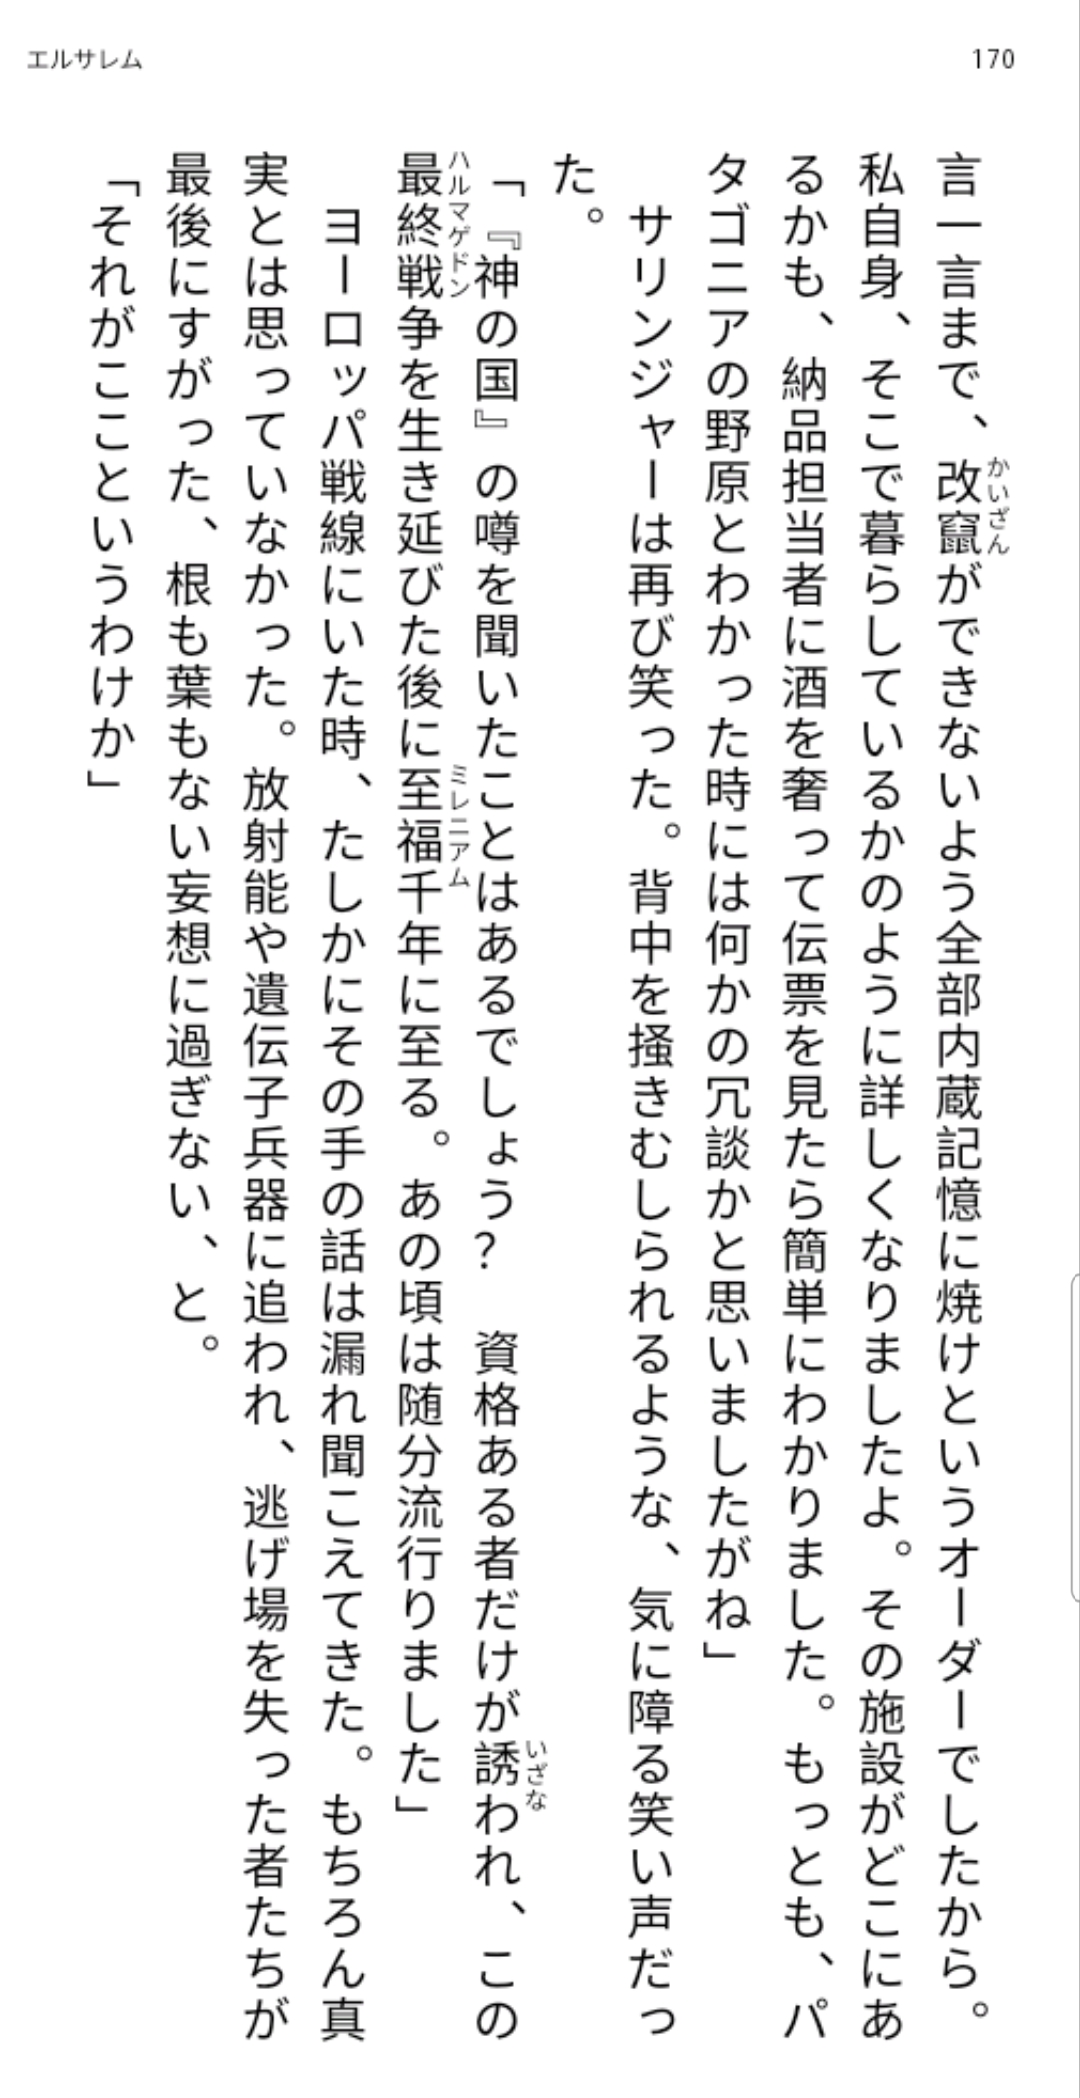 エルサレム
170
言一言まで、改竄ができないよう全部内蔵記憶に焼けというオーダーでしたから。
かいざん
私自身、そこで暮らしているかのように詳しくなりましたよ。その施設がどこにあ
るかも、納品担当者に酒を奢って伝票を見たら簡単にわかりました。もっとも、パ
タゴニアの野原とわかった時には何かの冗談かと思いましたがね」
サリンジャーは再び笑った。背中を掻きむしられるような、気に障る笑い声だっ
た。
「『神の国』の噂を聞いたことはあるでしょう？　資格ある者だけが誘われ、この
いざな
最終戦争を生き延びた後に至福千年に至る。あの頃は随分流行りました」
ハルマゲドン
ミレニアム
ヨーロッパ戦線にいた時、たしかにその手の話は漏れ聞こえてきた。もちろん真
実とは思っていなかった。放射能や遺伝子兵器に追われ、逃げ場を失った者たちが
最後にすがった、根も葉もない妄想に過ぎない、と。
「それがここというわけか」